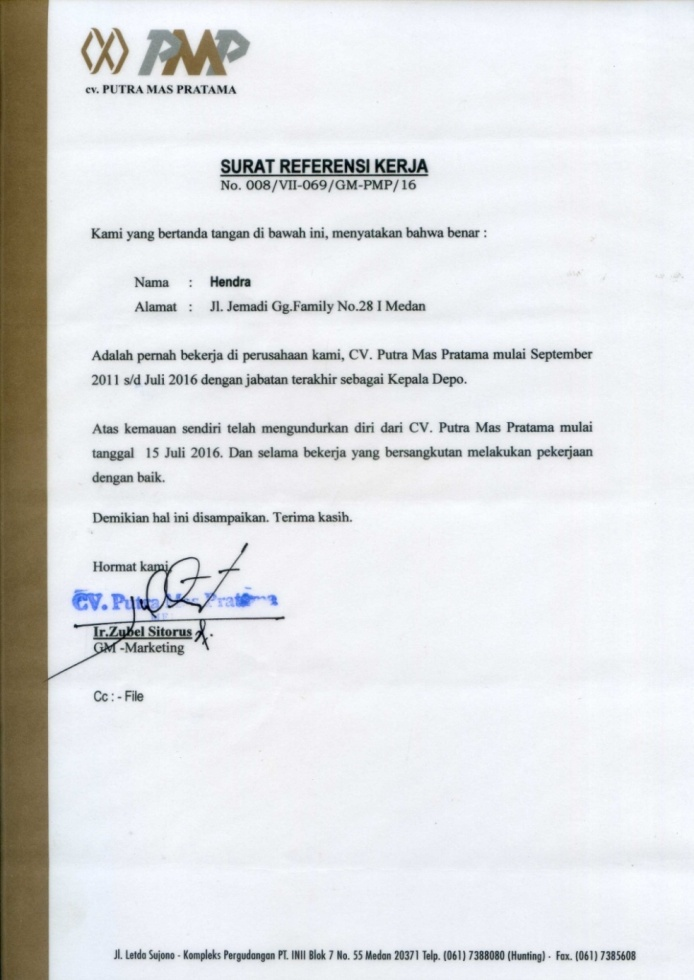 PMP
cv. PUTRA MAS PRATAMA
SURAT REFERENSI KERJA
No. 008/VII-069/GM-PMP/16
Kami yang bertanda tangan di bawah ini, menyatakan bahwa benar :
Nama : Hendra
Alamat : Jl. Jemadi Gg.Family No.28 I Medan
Adalah pernah bekerja di perusahaan kami, CV. Putra Mas Pratama mulai September
2011 s/d Juli 2016 dengan jabatan terakhir sebagai Kepala Depo.
Atas kemauan sendiri telah mengundurkan diri dari CV. Putra Mas Pratama mulai
tanggal 15 Juli 2016. Dan selama bekerja yang bersangkutan melakukan pekerjaan
dengan baik.
Demikian hal ini disampaikan. Terima kasih.
Hormat kami,
CV. Putra Mas Pratama
Ir.Zubel Sitorus
GM -Marketing
Cc : - File
Jl. Letda Sujono - Kompleks Pergudangan PT. INII Blok 7 No. 55 Medan 20371 Telp. (061) 7388080 (Hunting) - Fax. (061) 7385608